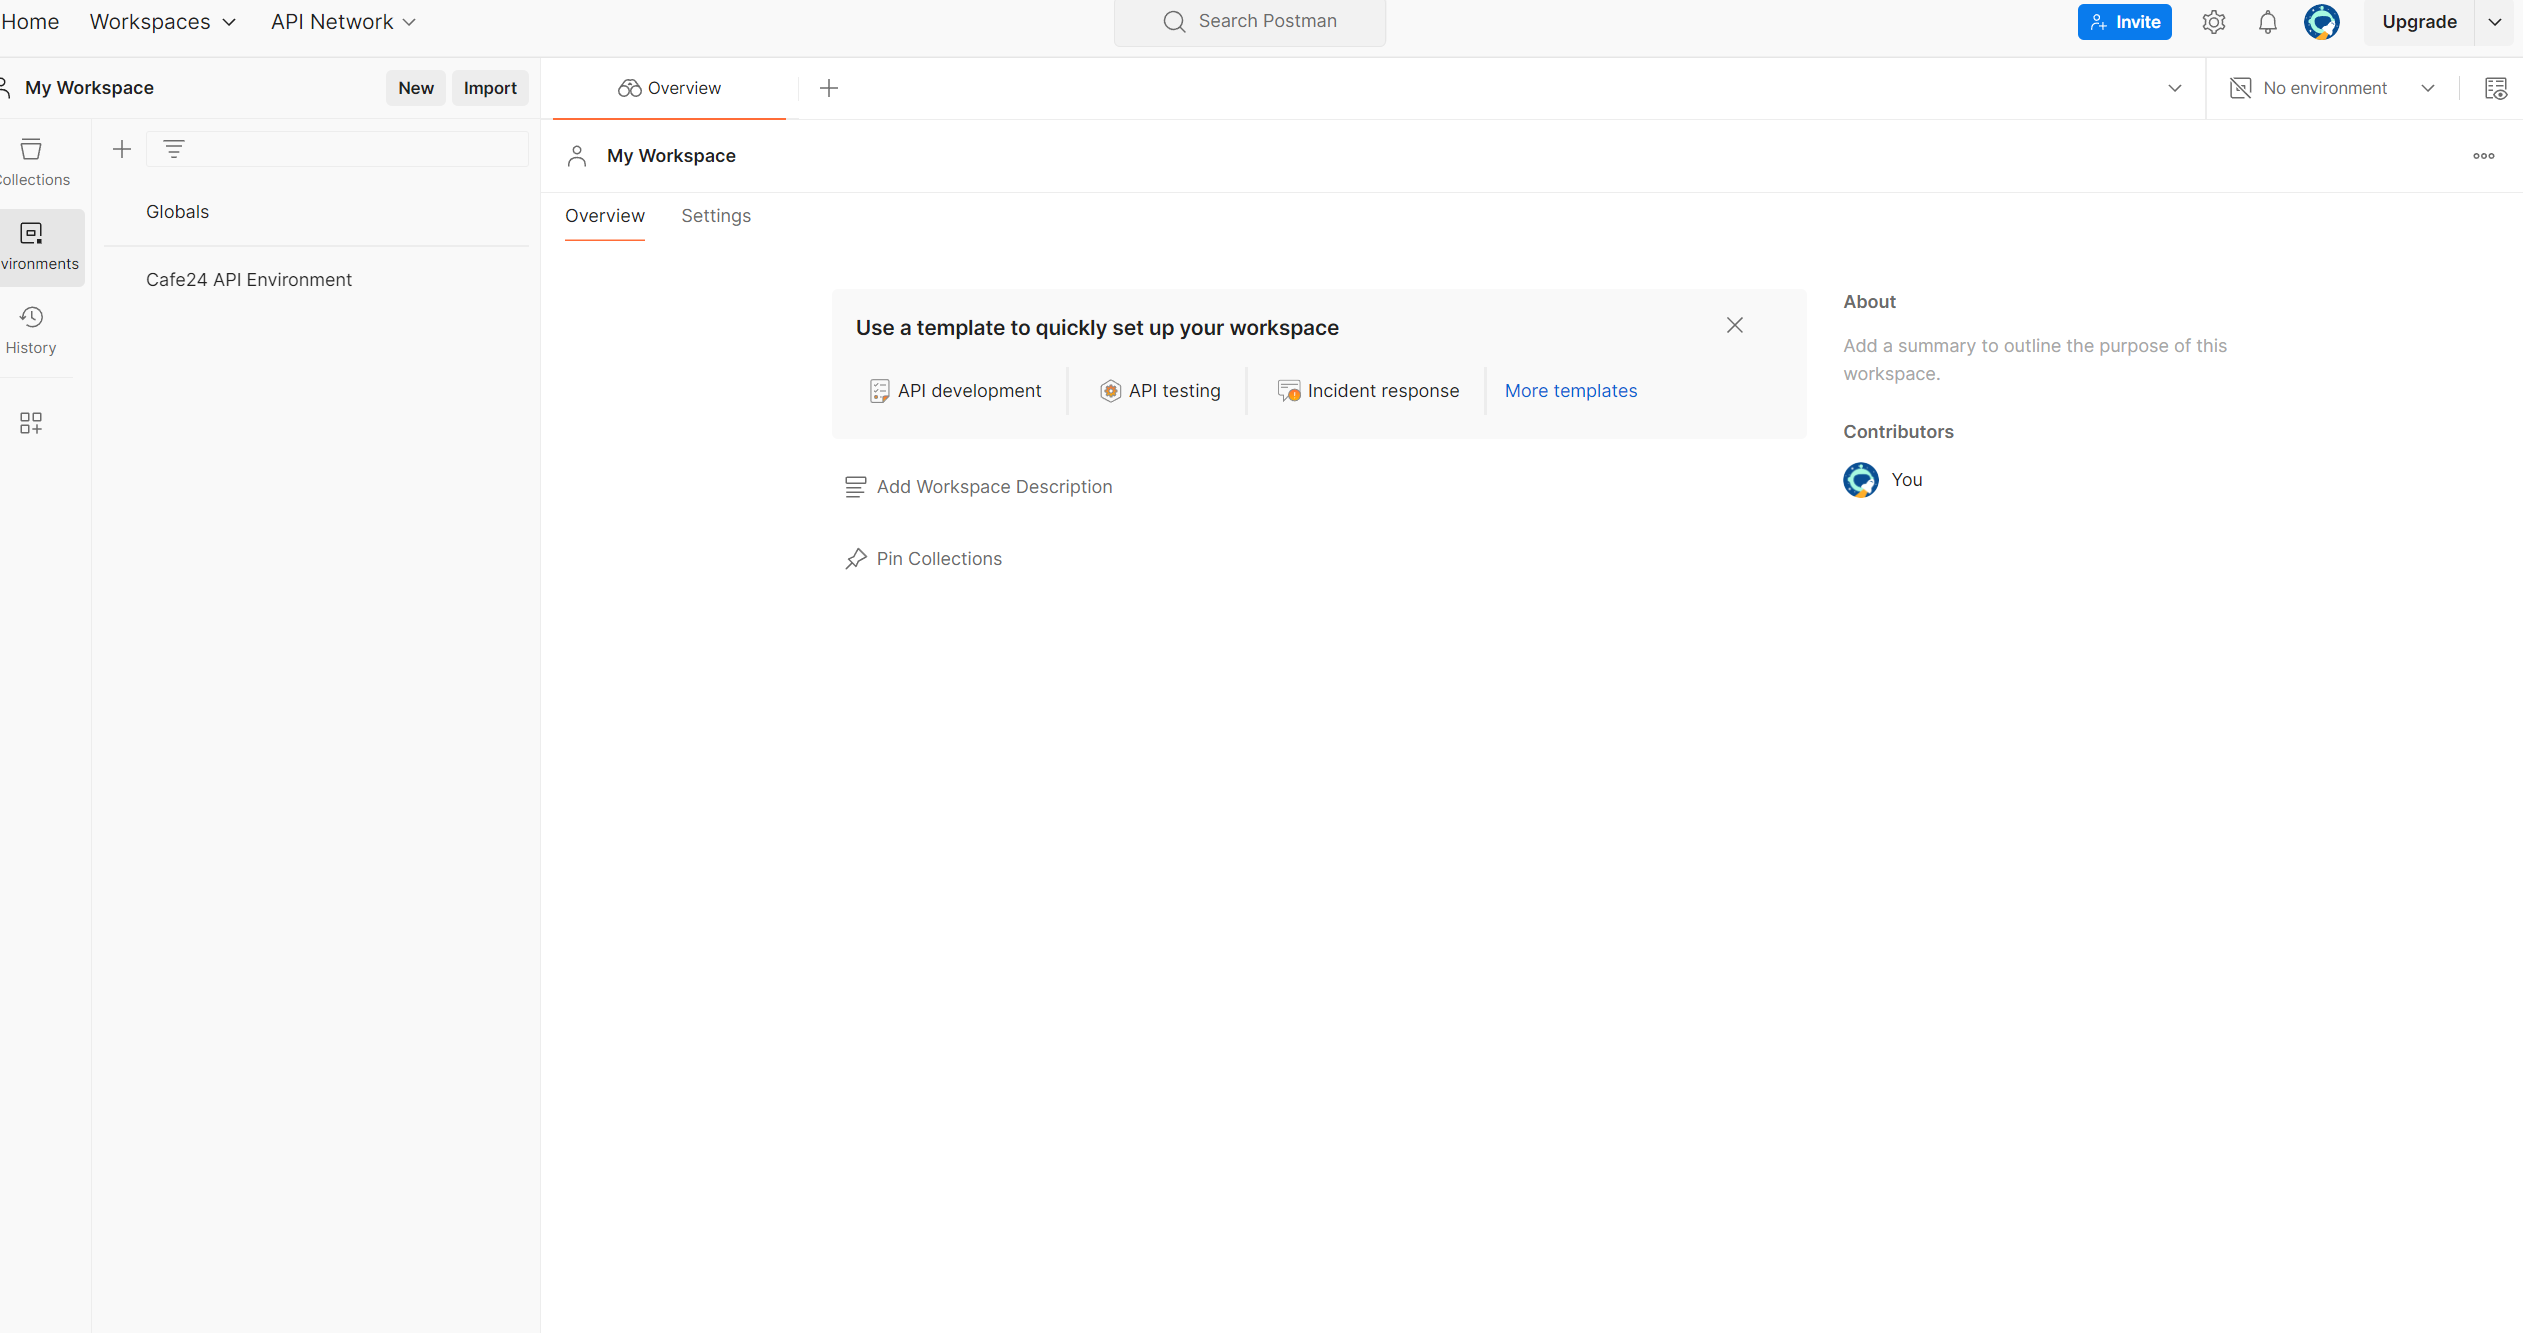 Home Workspaces API Network Search Postman Invite Upgrade
My Workspace New Import Overview No environment
ollections
Globals
vironments
Cafe24 API Environment
History
My Workspace
Overview Settings
Use a template to quickly set up your workspace
API development API testing Incident response More templates
Add Workspace Description
Pin Collections
About
Add a summary to outline the purpose of this
workspace.
Contributors
You